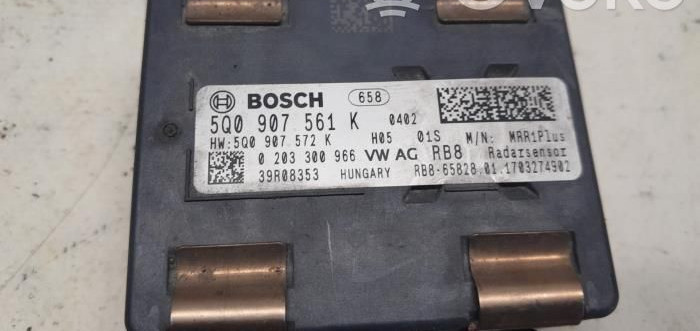 BOSCH 658
5Q0 907 561 K 0402
HW:5Q0 907 572 K H05 01S M/N: MRR1Plus
0 203 300 966 VW AG RB8 Radarsensor
39R08353 HUNGARY RB8-65828.01.1703274902